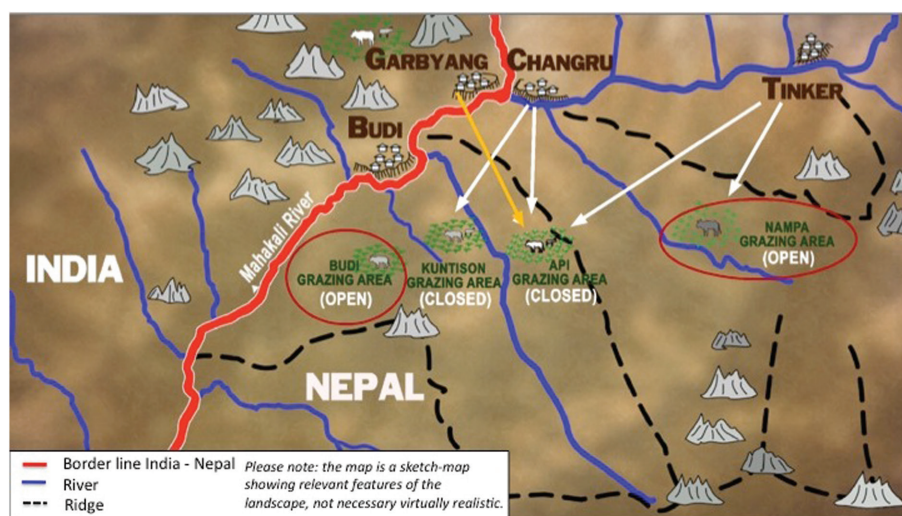 GARBYANG
CHANGRU
TINKER
BUDI
Mahakali River
NAMPA
GRAZING AREA
(OPEN)
INDIA
BUDI
GRAZING AREA
(OPEN)
KUNTISON
GRAZING AREA
(CLOSED)
API
GRAZING AREA
(CLOSED)
NEPAL
Border line India - Nepal
River
Ridge
Please note: the map is a sketch-map
showing relevant features of the
landscape, not necessary virtually realistic.